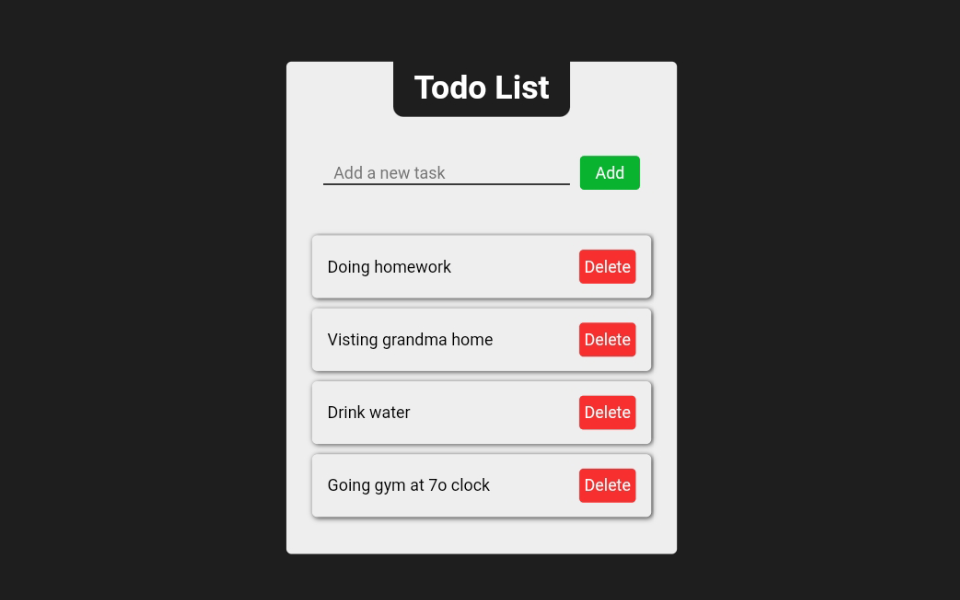 Todo List
Add a new task Add
Doing homework Delete
Visting grandma home Delete
Drink water Delete
Going gym at 7o clock Delete